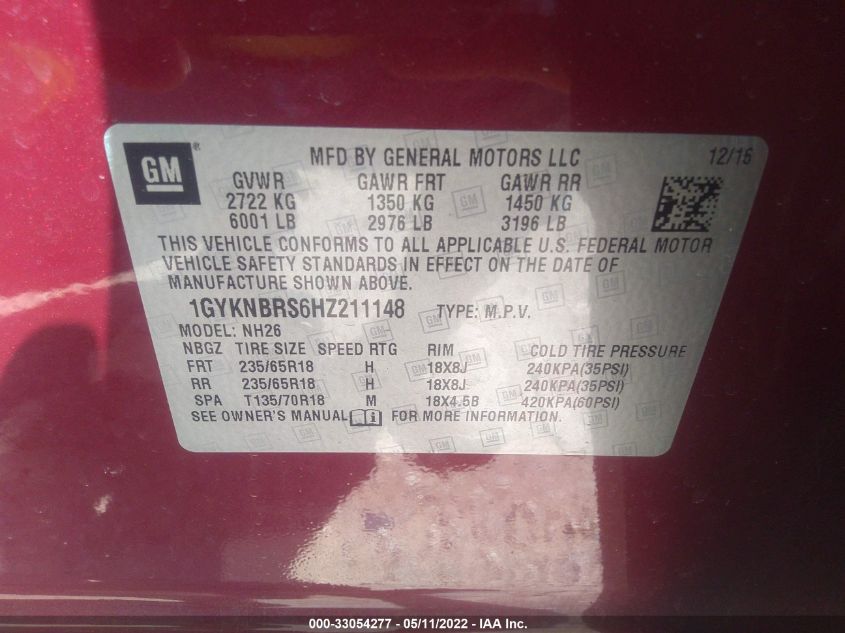 GM ®
MFD BY GENERAL MOTORS LLC 12/16
GVWR GAWR FRT GAWR RR
2722 KG 1350 KG 1450 KG
6001 LB 2976 LB 3196 LB
THIS VEHICLE CONFORMS TO ALL APPLICABLE U.S. FEDERAL MOTOR
VEHICLE SAFETY STANDARDS IN EFFECT ON THE DATE OF
MANUFACTURE SHOWN ABOVE.
1GYKNBRS6HZ211148 TYPE: M.P.V.
MODEL: NH26
NBGZ TIRE SIZE SPEED RTG RIM COLD TIRE PRESSURE
FRT 235/65R18 H 18X8J 240KPA(35PSI)
RR 235/65R18 H 18X8J 240KPA(35PSI)
SPA T135/70R18 M 18X4.5B 420KPA(60PSI)
SEE OWNER'S MANUAL FOR MORE INFORMATION.
000-33054277 - 05/11/2022 - IAA Inc.